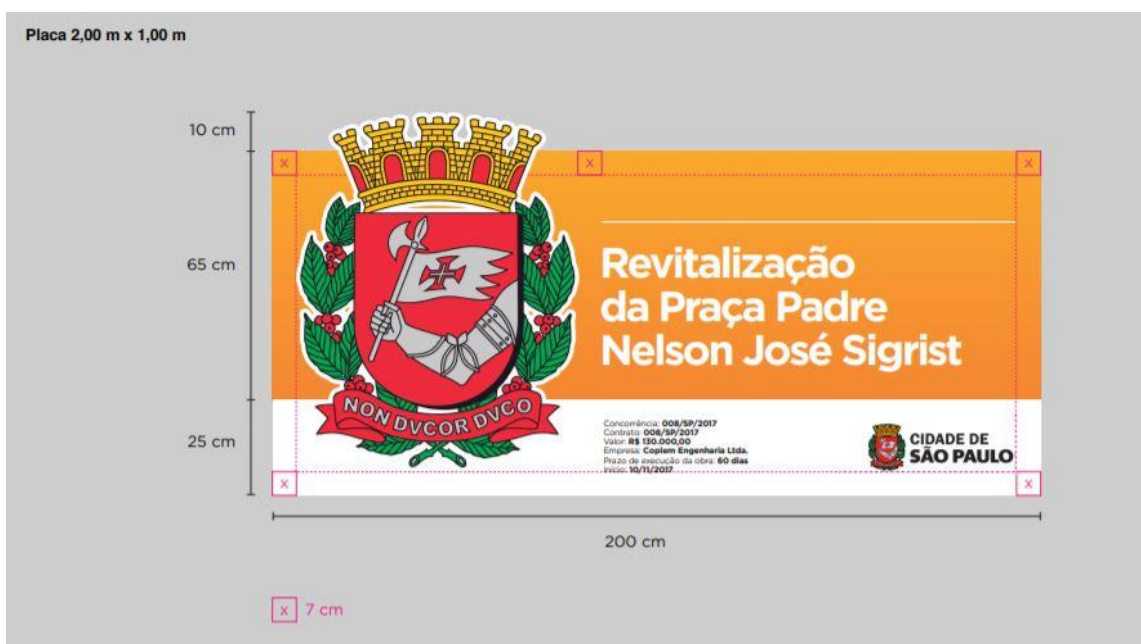 Placa 2,00 m x 1,00 m
10 cm
x
x
x
65 cm
Revitalização
da Praça Padre
Nelson José Sigrist
NON DVCOR DVCO
25 cm
Concorrência: 008/SP/2017
Contrato: 008/SP/2017
Valor: R$ 130.000,00
Empresa: Coplem Engenharia Ltda.
Prazo de execução da obra: 60 dias
Início: 10/11/2017
CIDADE DE
SÃO PAULO
x
x
200 cm
x 7 cm